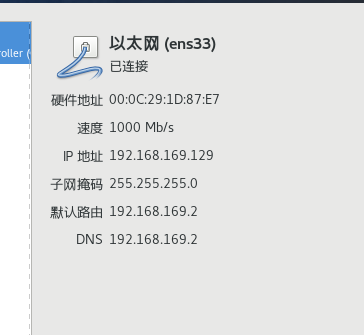 以太网 (ens33)
已连接
roller (
硬件地址 00:0C:29:1D:87:E7
速度 1000 Mb/s
IP 地址 192.168.169.129
子网掩码 255.255.255.0
默认路由 192.168.169.2
DNS 192.168.169.2